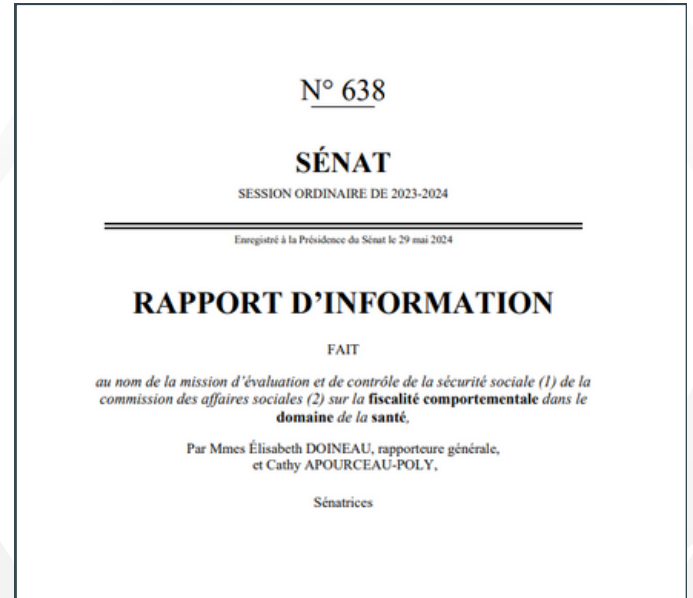 N° 638
SÉNAT
SESSION ORDINAIRE DE 2023-2024
Enregistré à la Présidence du Sénat le 29 mai 2024
RAPPORT D'INFORMATION
FAIT
au nom de la mission d'évaluation et de contrôle de la sécurité sociale (1) de la
commission des affaires sociales (2) sur la fiscalité comportementale dans le
domaine de la santé,
Par Mmes Élisabeth DOINEAU, rapporteure générale,
et Cathy APOURCEAU-POLY,
Sénatrices